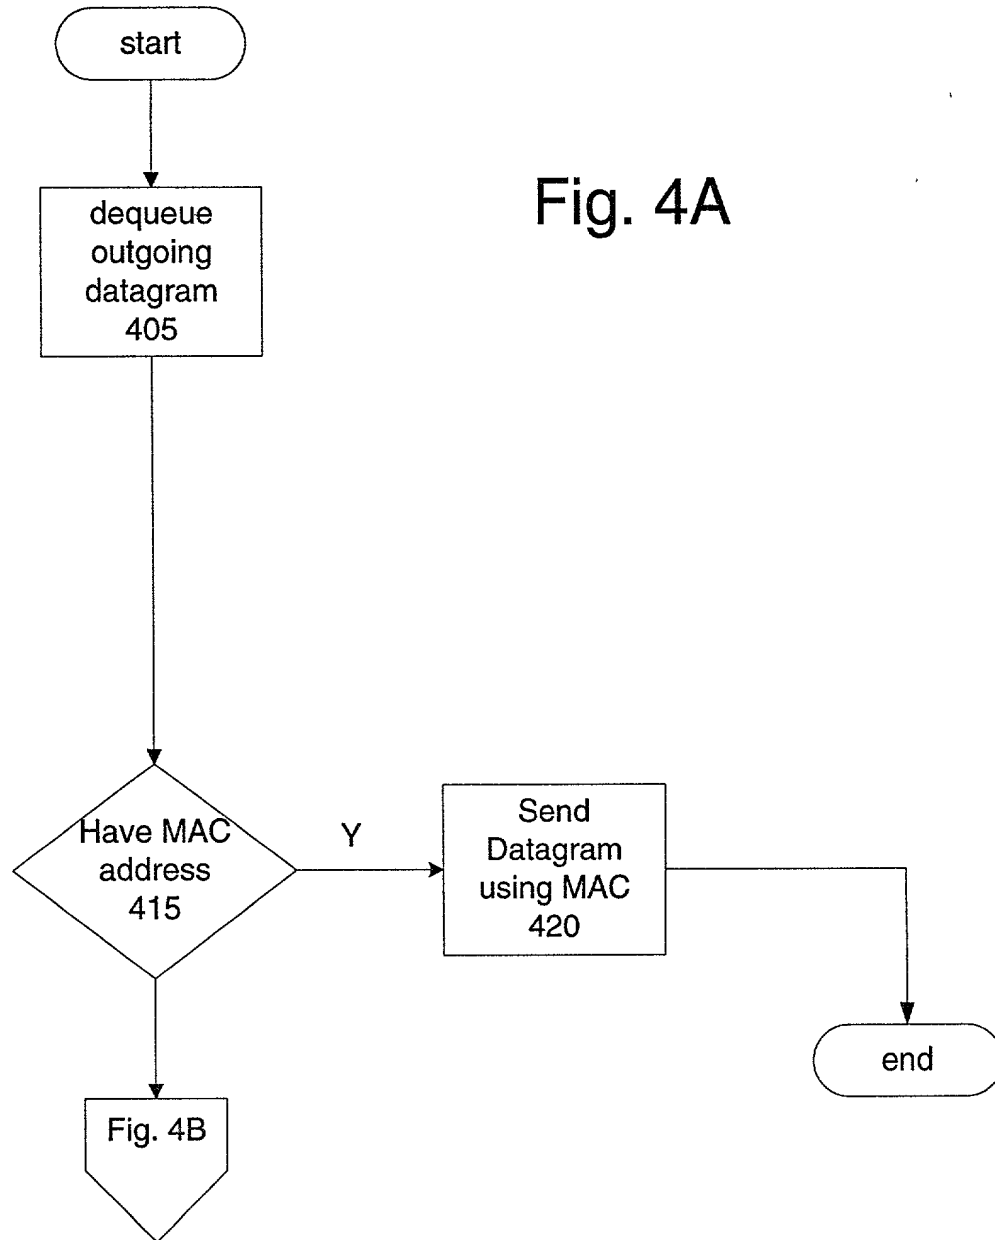 start
Fig. 4A
dequeue
outgoing
datagram
405
Have MAC
address
415
Y
Send
Datagram
using MAC
420
end
Fig. 4B